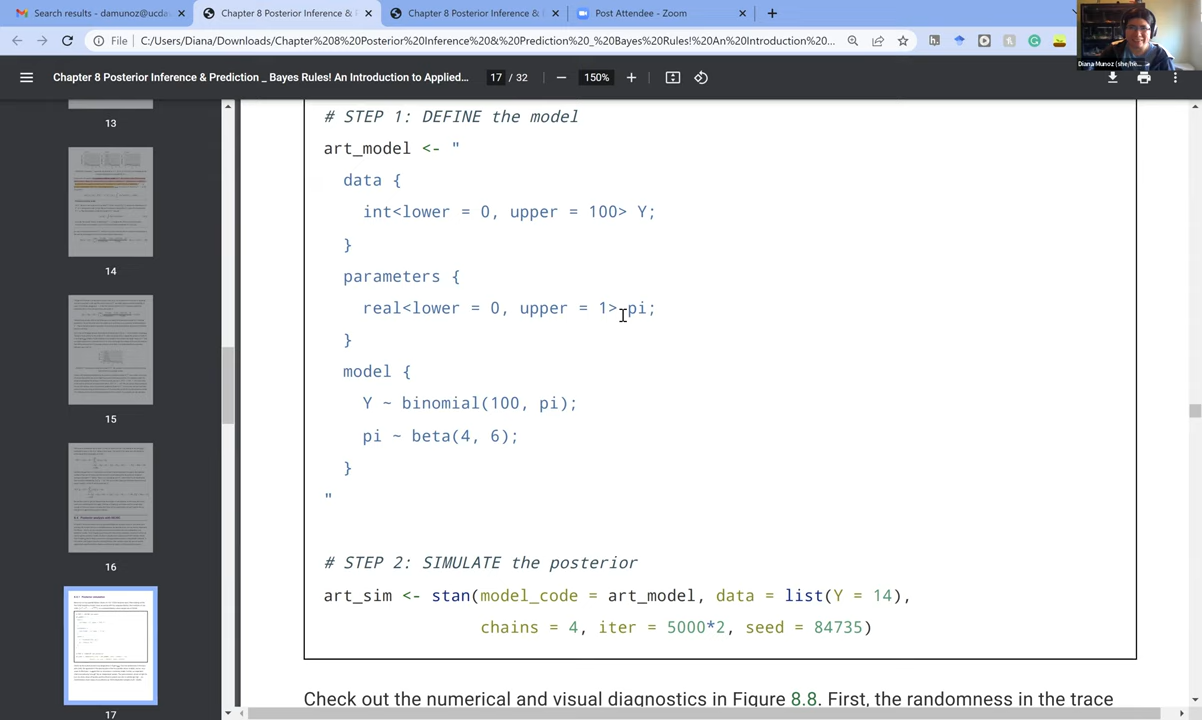 Search results - damunoz@ucda
Chapter 8 Posterior Inference & P
Chapter 8 Posterior Inference &
Post Attendee - Zoom
File
C:/Users/Diana/Downloads/Chapter%208%20Posterior%20Inference%20&%20Prediction%20_%20Bayes%20Rules!%20An%20Introduction%20...
Diana Munoz (she/he...
Chapter 8 Posterior Inference & Prediction _ Bayes Rules! An Introduction to Applied...
17 / 32
150%
13
14
15
16
17
# STEP 1: DEFINE the model
art_model <- "
data {
int<lower = 0, upper = 100> Y;
}
parameters {
real<lower = 0, upper = 1> pi;
}
model {
Y ~ binomial(100, pi);
pi ~ beta(4, 6);
}
"
# STEP 2: SIMULATE the posterior
art_sim <- stan(model_code = art_model, data = list(Y = 14),
chains = 4, iter = 5000*2, seed = 84735)
Check out the numerical and visual diagnostics in Figure 8.8. First, the randomness in the trace